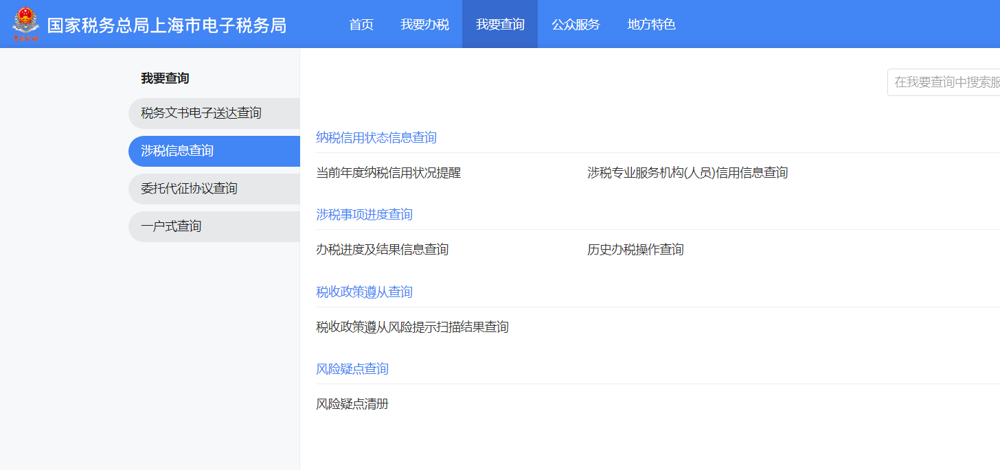 国家税务总局上海市电子税务局
首页 我要办税 我要查询 公众服务 地方特色
我要查询
税务文书电子送达查询
涉税信息查询
委托代征协议查询
一户式查询
在我要查询中搜索服
纳税信用状态信息查询
当前年度纳税信用状况提醒 涉税专业服务机构(人员)信用信息查询
涉税事项进度查询
办税进度及结果信息查询 历史办税操作查询
税收政策遵从查询
税收政策遵从风险提示扫描结果查询
风险疑点查询
风险疑点清册